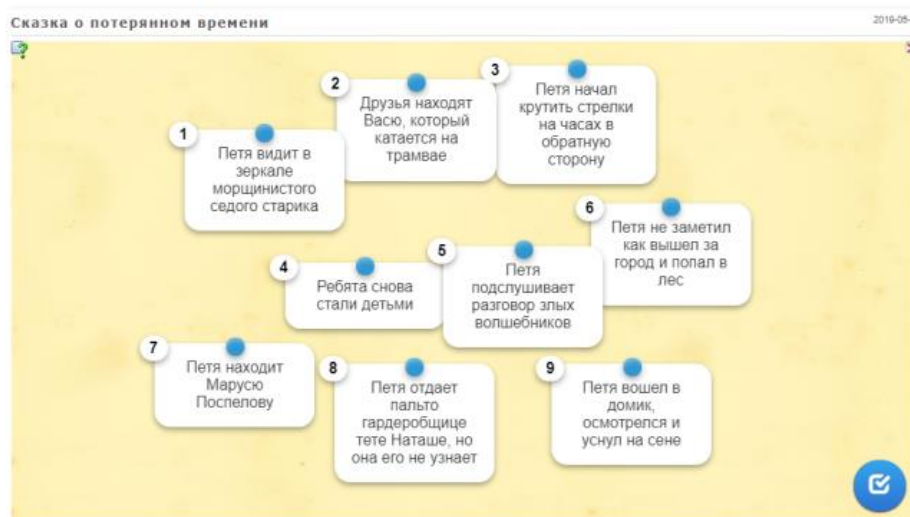 Сказка о потерянном времени
2
Друзья находят
Васю, который
катается на
трамвае
3
Петя начал
крутить стрелки
на часах в
обратную
сторону
1
Петя видит в
зеркале
морщинистого
седого старика
6
Петя не заметил
как вышел за
город и попал в
лес
4
Ребята снова
стали детьми
5
Петя
подслушивает
разговор злых
волшебников
7
Петя находит
Марусю
Поспелову
8
Петя отдает
пальто
гардеробщице
тете Наташе, но
она его не узнает
9
Петя вошел в
домик,
осмотрелся и
уснул на сене